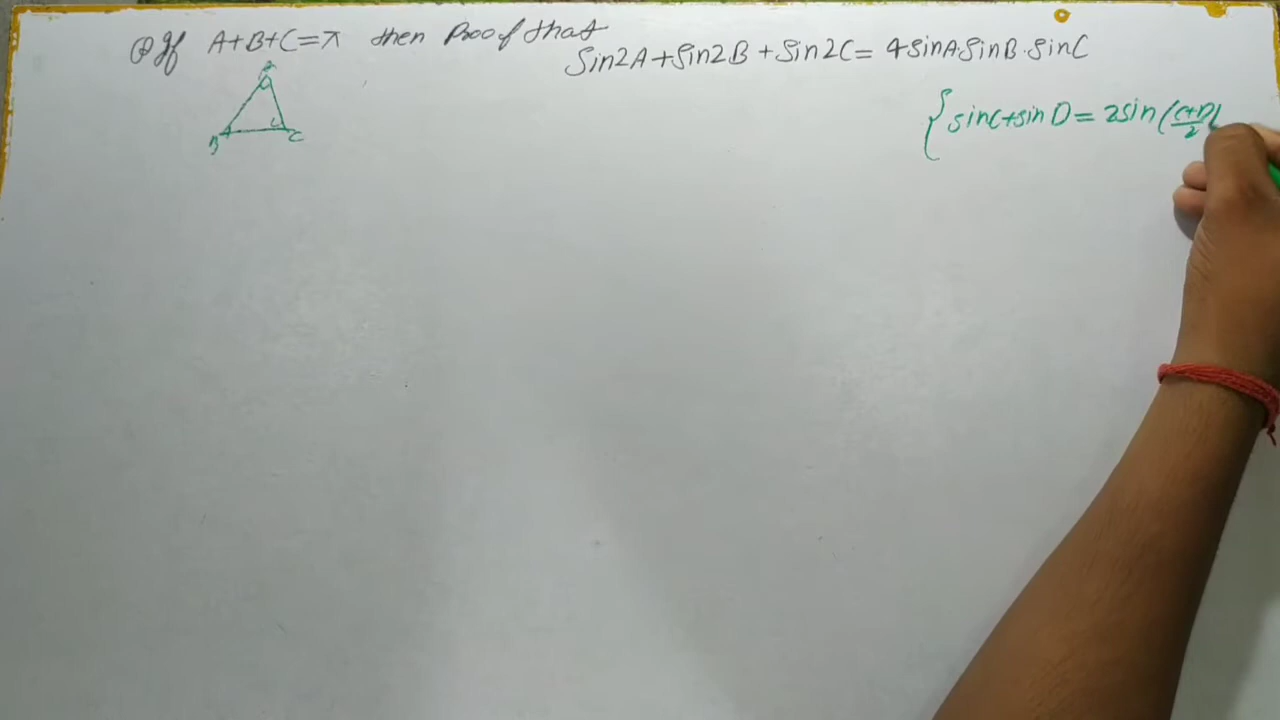 Q If A+B+C=π then Proof that
Sin2A+Sin2B+Sin2C=4SinA·SinB·SinC
A
B C
{sinC+sinD=2sin(C+D/2)